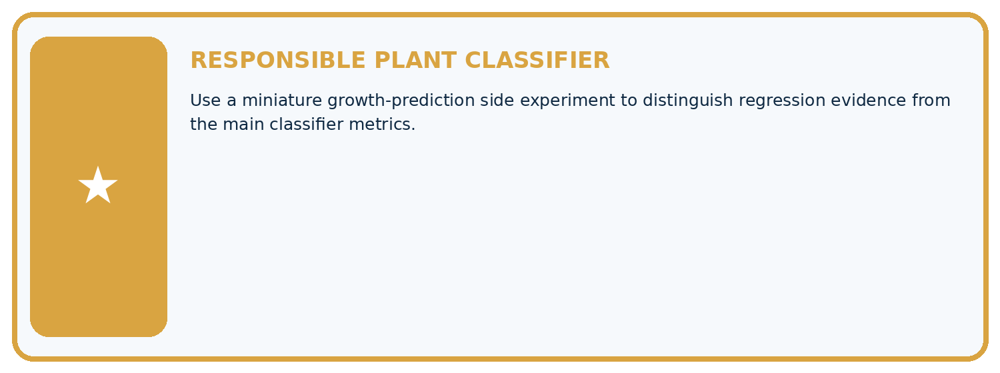 RESPONSIBLE PLANT CLASSIFIER
Use a miniature growth-prediction side experiment to distinguish regression evidence from
the main classifier metrics.